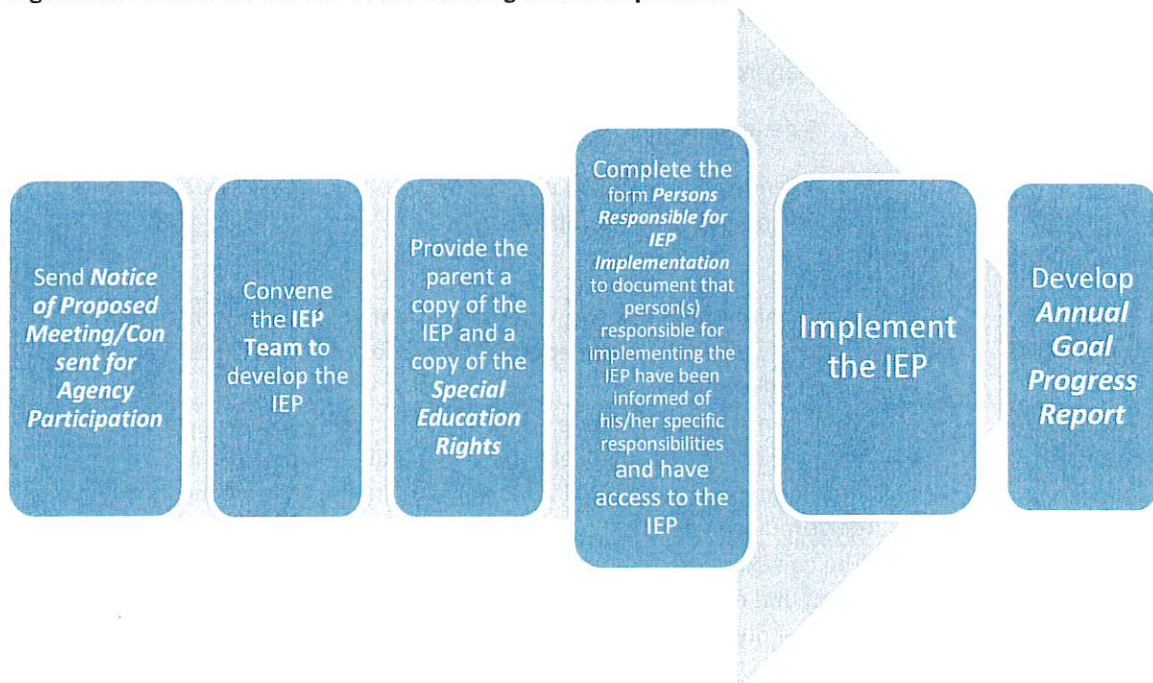 Send Notice
of Proposed
Meeting/Con
sent for
Agency
Participation
Convene
the IEP
Team to
develop the
IEP
Provide the
parent a
copy of the
IEP and a
copy of the
Special
Education
Rights
Complete the
form Persons
Responsible for
IEP
Implementation
to document that
person(s)
responsible for
implementing the
IEP have been
informed of
his/her specific
responsibilities
and have
access to the
IEP
Implement
the IEP
Develop
Annual
Goal
Progress
Report